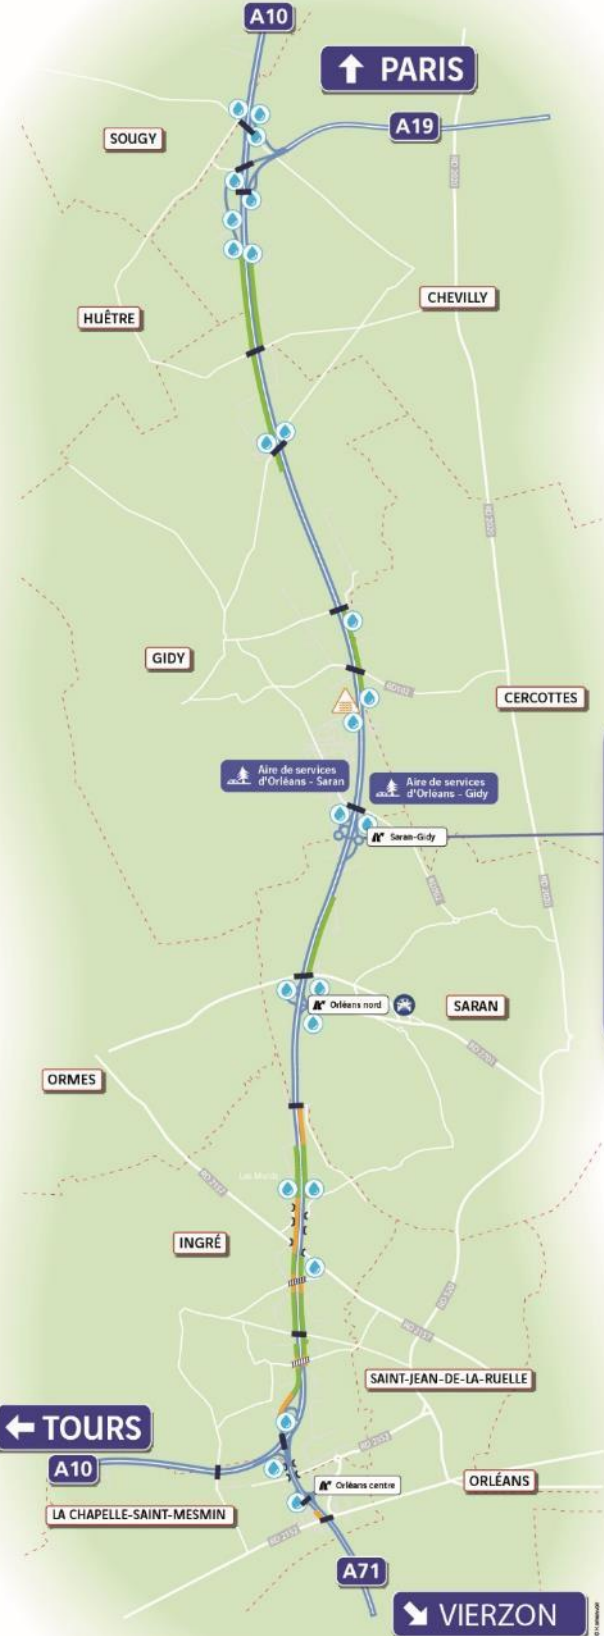 A10
PARIS
A19
SOUGY
CHEVILLY
HUÊTRE
GIDY
CERCOTTES
Aire de services
d'Orléans - Saran
Aire de services
d'Orléans - Gidy
Saran-Gidy
Orléans nord
SARAN
ORMES
INGRÉ
SAINT-JEAN-DE-LA-RUELLE
TOURS
A10
ORLÉANS
Orléans centre
LA CHAPELLE-SAINT-MESMIN
A71
VIERZON